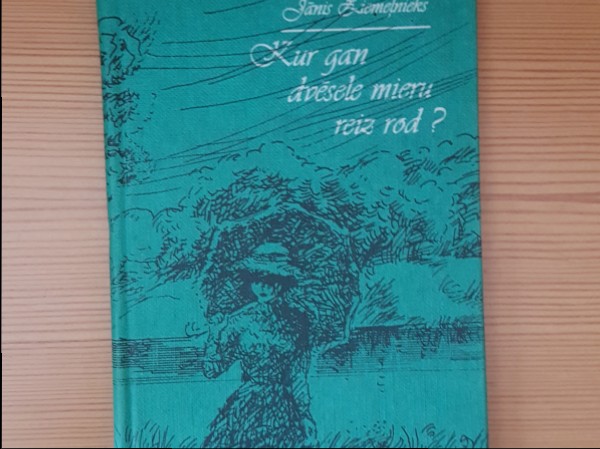 Jānis Ziemeļnieks
Kur gan
dvēsele mieru
reiz rod ?